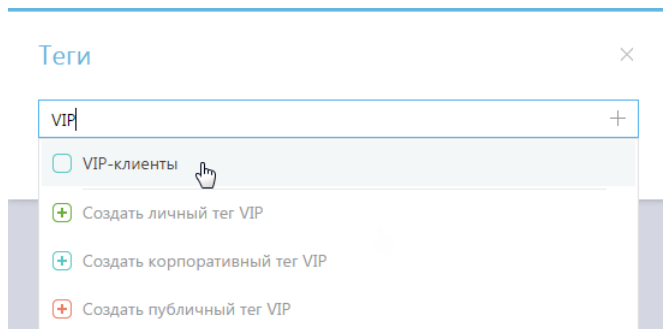 Теги
VIP
VIP-клиенты
Создать личный тег VIP
Создать корпоративный тег VIP
Создать публичный тег VIP